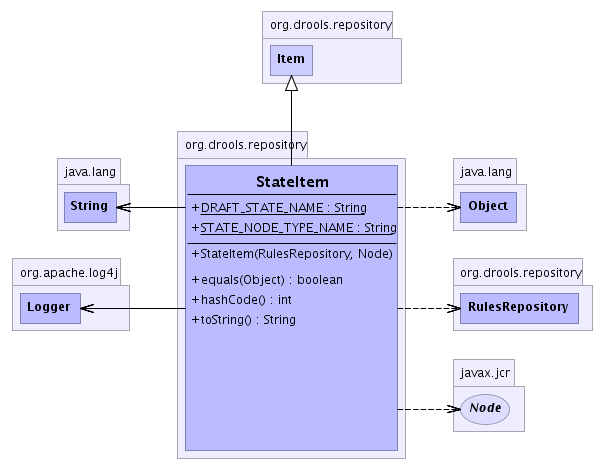 org.drools.repository
Item
org.drools.repository
StateItem
+DRAFT_STATE_NAME : String
+STATE_NODE_TYPE_NAME : String
+StateItem(RulesRepository, Node)
+equals(Object) : boolean
+hashCode() : int
+toString() : String
java.lang
String
org.apache.log4j
Logger
java.lang
Object
org.drools.repository
RulesRepository
javax.jcr
Node